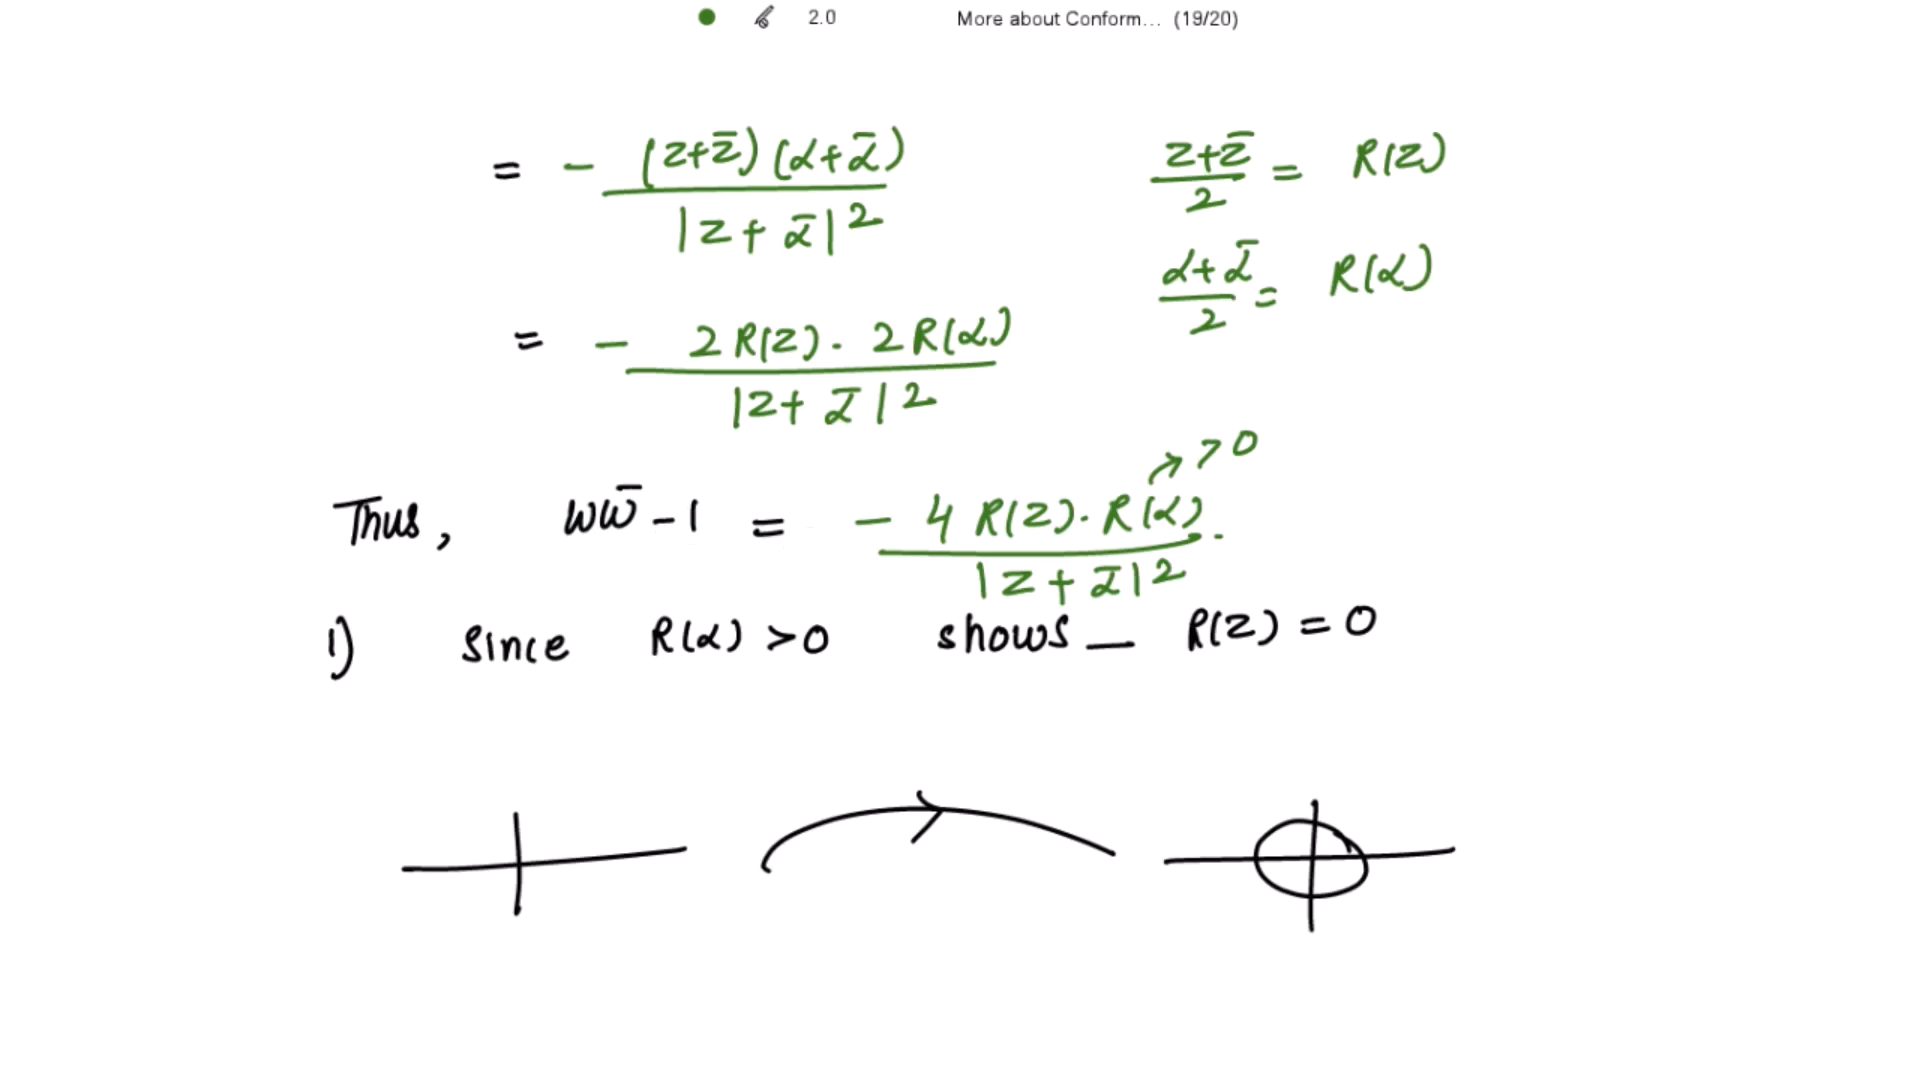 2.0 More about Conform... (19/20)
= - (z+z̄)(α+ᾱ) / |z+ᾱ|²
z+z̄ / 2 = R(z)
α+ᾱ / 2 = R(α)
= - 2R(z) · 2R(α) / |z+ᾱ|²
Thus, ww̄ - 1 = - 4 R(z) · R(α) / |z+ᾱ|² . ↗ >0
1) Since R(α) >0 shows _ R(z) = 0